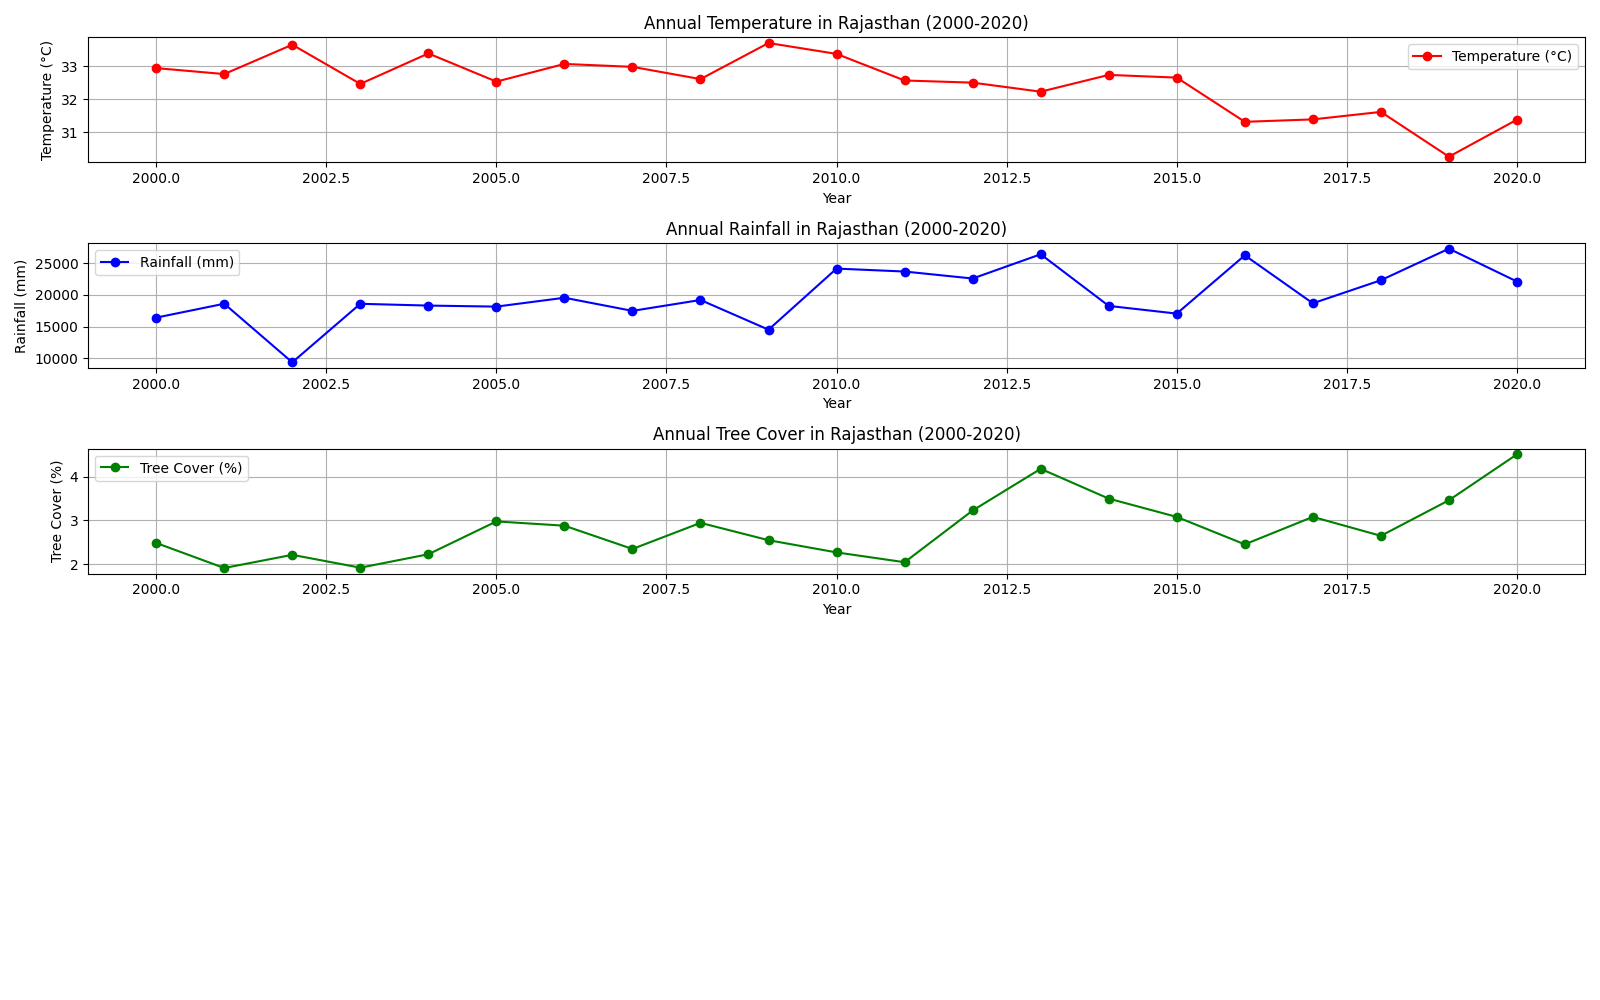 Annual Temperature in Rajasthan (2000-2020)
Temperature (°C)
33
32
31
Temperature (°C)
2000.0 2002.5 2005.0 2007.5 2010.0 2012.5 2015.0 2017.5 2020.0
Year
Annual Rainfall in Rajasthan (2000-2020)
Rainfall (mm)
25000
20000
15000
10000
Rainfall (mm)
2000.0 2002.5 2005.0 2007.5 2010.0 2012.5 2015.0 2017.5 2020.0
Year
Annual Tree Cover in Rajasthan (2000-2020)
Tree Cover (%)
4
3
2
Tree Cover (%)
2000.0 2002.5 2005.0 2007.5 2010.0 2012.5 2015.0 2017.5 2020.0
Year